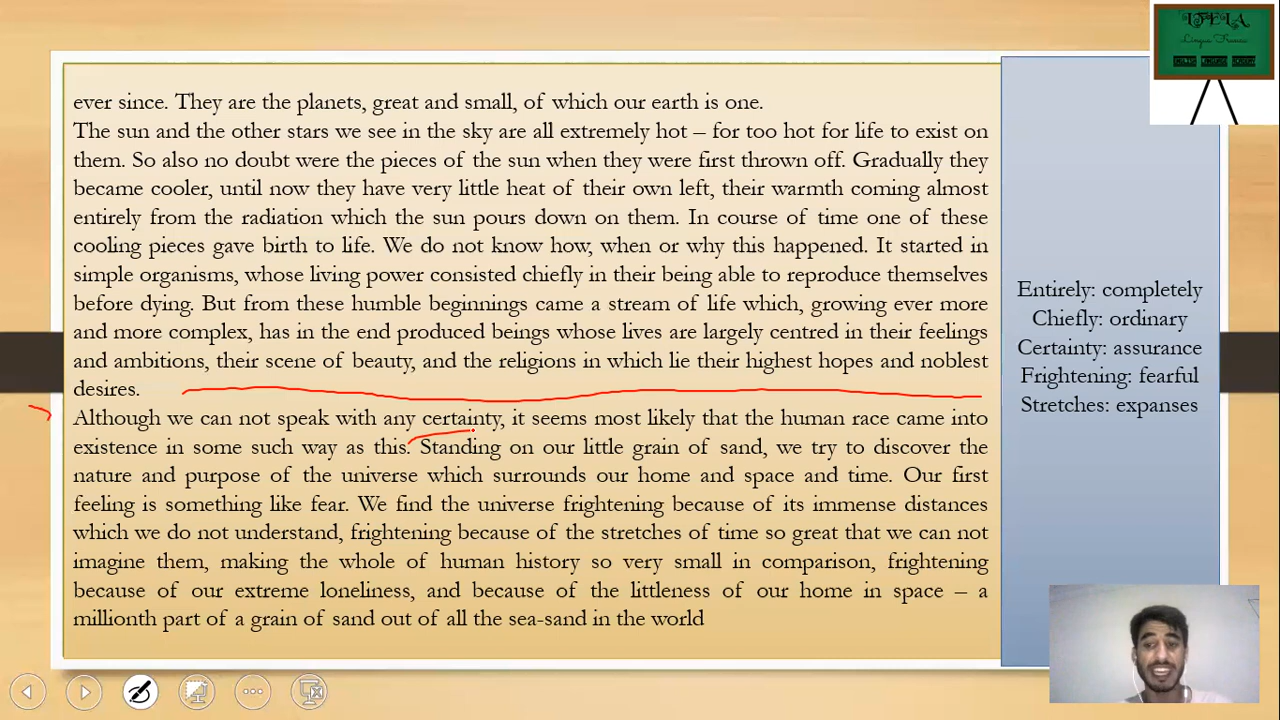 LFELA
Lingua Franca
ENGLISH LANGUAGE ACADEMY
ever since. They are the planets, great and small, of which our earth is one.
The sun and the other stars we see in the sky are all extremely hot – for too hot for life to exist on
them. So also no doubt were the pieces of the sun when they were first thrown off. Gradually they
became cooler, until now they have very little heat of their own left, their warmth coming almost
entirely from the radiation which the sun pours down on them. In course of time one of these
cooling pieces gave birth to life. We do not know how, when or why this happened. It started in
simple organisms, whose living power consisted chiefly in their being able to reproduce themselves
before dying. But from these humble beginnings came a stream of life which, growing ever more
and more complex, has in the end produced beings whose lives are largely centred in their feelings
and ambitions, their scene of beauty, and the religions in which lie their highest hopes and noblest
desires.
Although we can not speak with any certainty, it seems most likely that the human race came into
existence in some such way as this. Standing on our little grain of sand, we try to discover the
nature and purpose of the universe which surrounds our home and space and time. Our first
feeling is something like fear. We find the universe frightening because of its immense distances
which we do not understand, frightening because of the stretches of time so great that we can not
imagine them, making the whole of human history so very small in comparison, frightening
because of our extreme loneliness, and because of the littleness of our home in space – a
millionth part of a grain of sand out of all the sea-sand in the world
Entirely: completely
Chiefly: ordinary
Certainty: assurance
Frightening: fearful
Stretches: expanses